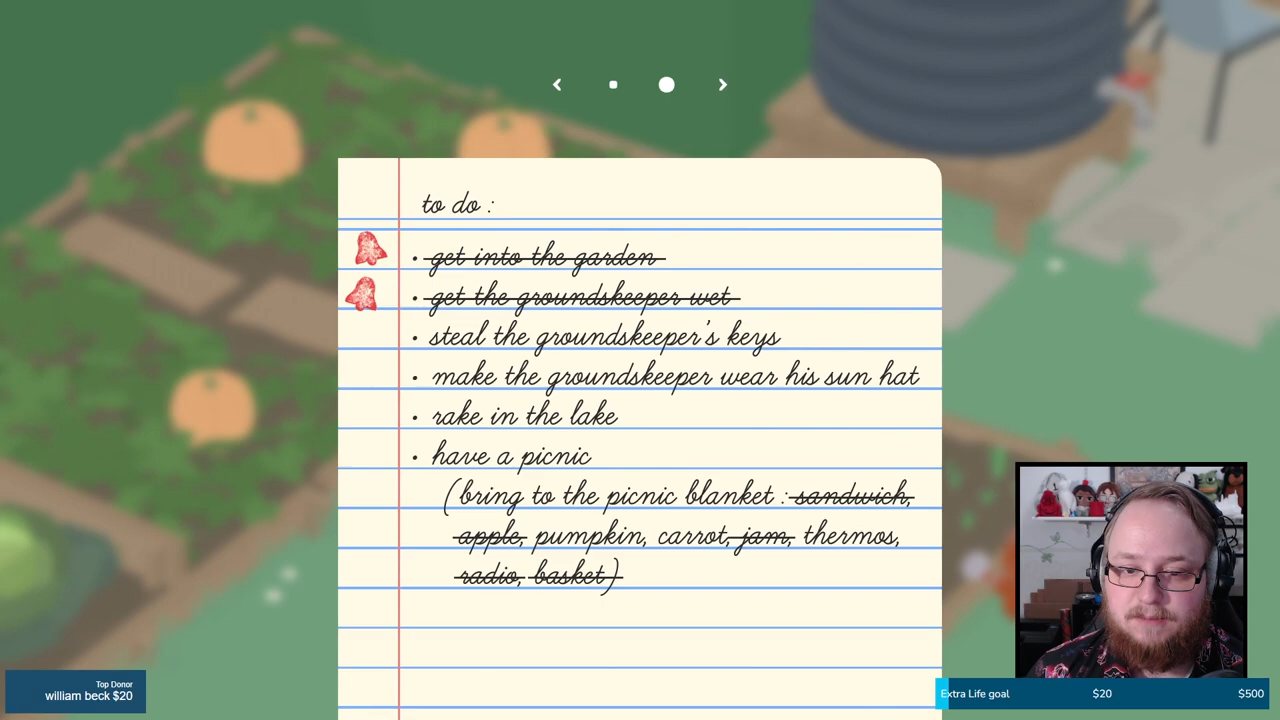 to do :
• get into the garden
• get the groundskeeper wet
• steal the groundskeeper's keys
• make the groundskeeper wear his sun hat
• rake in the lake
• have a picnic
(bring to the picnic blanket : sandwich,
apple, pumpkin, carrot, jam, thermos,
radio, basket)
Top Donor
william beck $20
Extra Life goal $20 $500